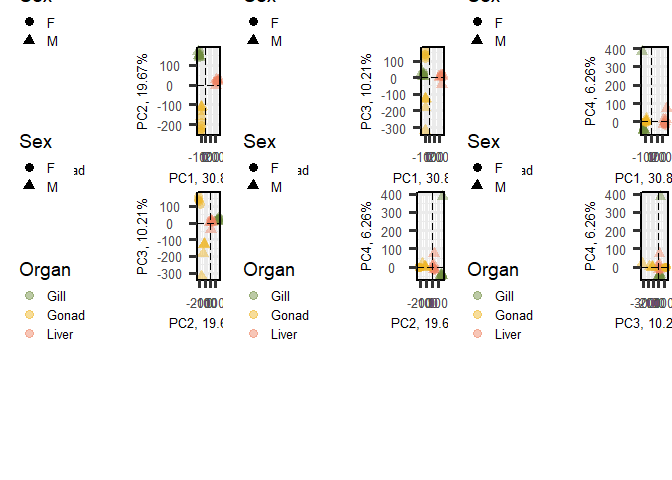 Sex
Sex
Sex
F
M
F
M
F
M
PC2, 19.67%
100
0
-100
-200
PC1, 30.8
PC3, 10.21%
100
0
-100
-200
-300
PC1, 30.8
PC4, 6.26%
400
300
200
100
0
PC1, 30.8
Sex
F
M
ad
Sex
F
M
ad
Sex
F
M
ad
PC3, 10.21%
100
0
-100
-200
-300
PC2, 19.6
PC4, 6.26%
400
300
200
100
0
PC2, 19.6
PC4, 6.26%
400
300
200
100
0
PC3, 10.2
Organ
Gill
Gonad
Liver
Organ
Gill
Gonad
Liver
Organ
Gill
Gonad
Liver